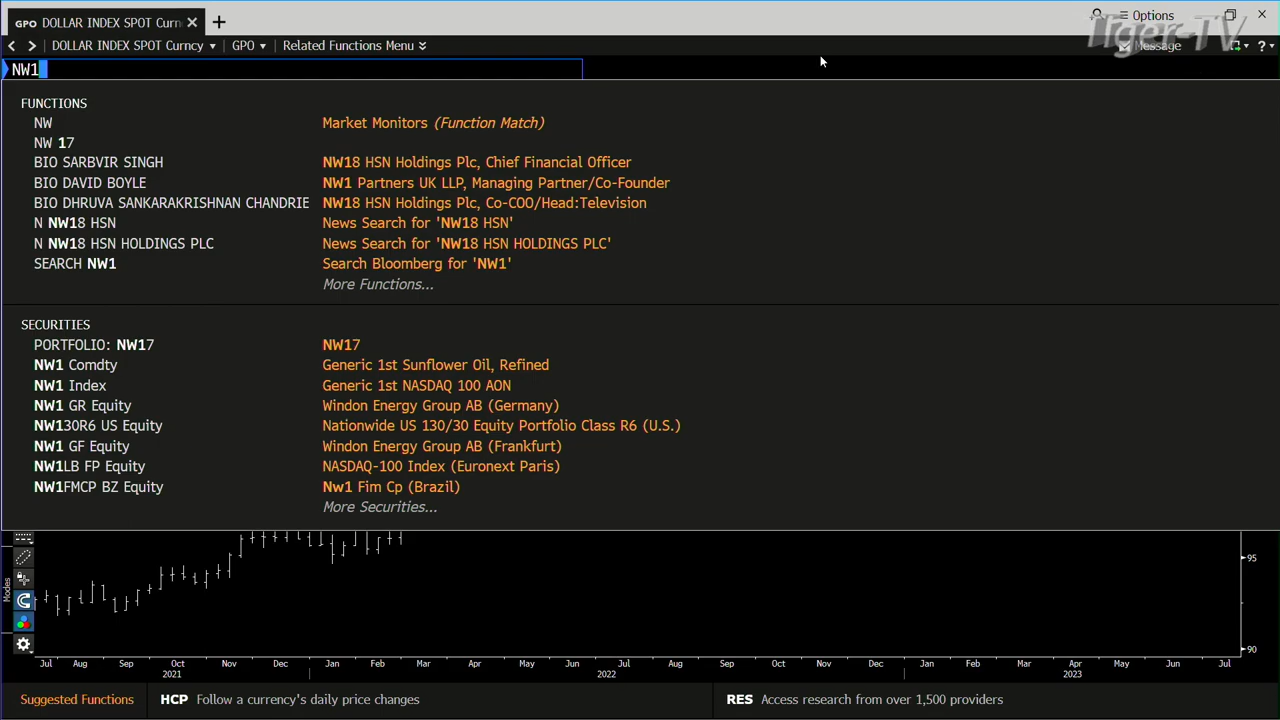 GPO DOLLAR INDEX SPOT Curn
Options
Tiger-TV
DOLLAR INDEX SPOT Curncy GPO Related Functions Menu
Message
?
NW1
FUNCTIONS
NW Market Monitors (Function Match)
NW 17
BIO SARBVIR SINGH NW18 HSN Holdings Plc, Chief Financial Officer
BIO DAVID BOYLE NW1 Partners UK LLP, Managing Partner/Co-Founder
BIO DHRUVA SANKARAKRISHNAN CHANDRIE NW18 HSN Holdings Plc, Co-COO/Head:Television
N NW18 HSN News Search for 'NW18 HSN'
N NW18 HSN HOLDINGS PLC News Search for 'NW18 HSN HOLDINGS PLC'
SEARCH NW1 Search Bloomberg for 'NW1'
More Functions...
SECURITIES
PORTFOLIO: NW17 NW17
NW1 Comdty Generic 1st Sunflower Oil, Refined
NW1 Index Generic 1st NASDAQ 100 AON
NW1 GR Equity Windon Energy Group AB (Germany)
NW130R6 US Equity Nationwide US 130/30 Equity Portfolio Class R6 (U.S.)
NW1 GF Equity Windon Energy Group AB (Frankfurt)
NW1LB FP Equity NASDAQ-100 Index (Euronext Paris)
NW1FMCP BZ Equity Nw1 Fim Cp (Brazil)
More Securities...
95
Modes
90
Jul Aug Sep Oct Nov Dec Jan Feb Mar Apr May Jun Jul Aug Sep Oct Nov Dec Jan Feb Mar Apr May Jun Jul
2021 2022 2023
Suggested Functions HCP Follow a currency's daily price changes RES Access research from over 1,500 providers